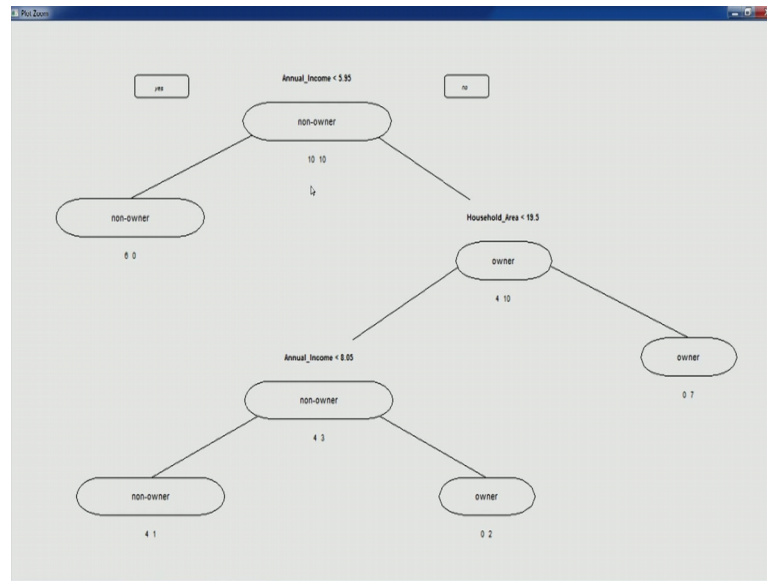 Plot Zoom
Annual_Income < 5.95
yes
no
non-owner
10 10
non-owner
6 0
Household_Area < 19.5
owner
4 10
Annual_Income < 8.05
non-owner
4 3
owner
0 7
non-owner
4 1
owner
0 2